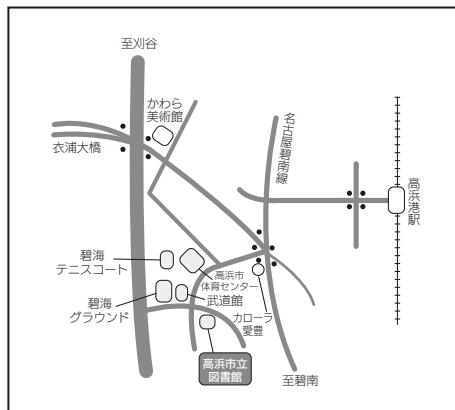 至刈谷
かわら
美術館
衣浦大橋
名古屋碧南線
高浜港駅
碧海
テニスコート
高浜市
体育センター
碧海
グラウンド
武道館
カローラ
愛豊
高浜市立
図書館
至碧南